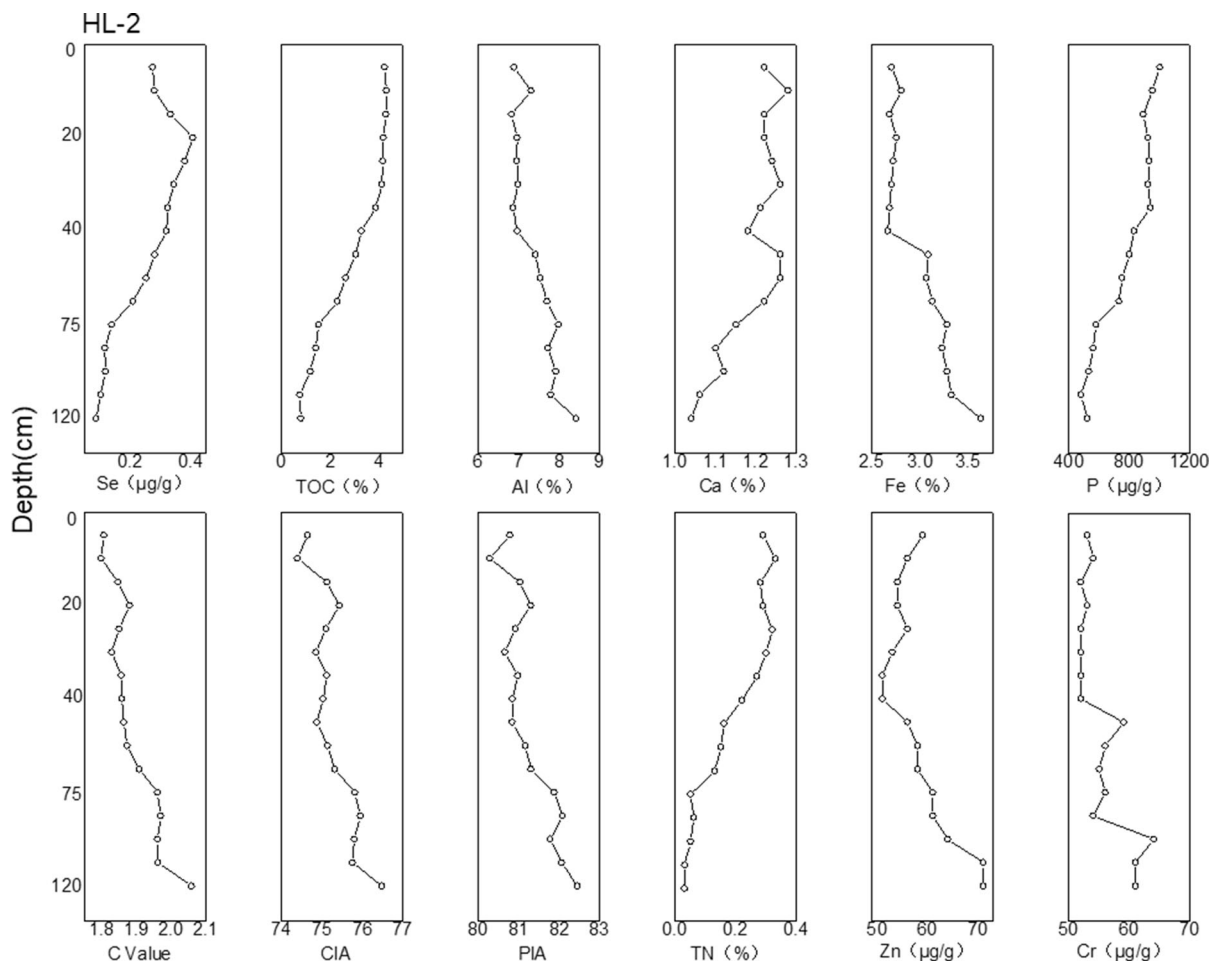 HL-2
0
20
40
75
120
Depth(cm)
0.2 0.4
Se（μg/g）
0 2 4
TOC（%）
6 7 8 9
Al（%）
1.0 1.1 1.2 1.3
Ca（%）
2.5 3.0 3.5
Fe（%）
400 800 1200
P（μg/g）
0
20
40
75
120
1.8 1.9 2.0 2.1
C Value
74 75 76 77
CIA
80 81 82 83
PIA
0.0 0.2 0.4
TN（%）
50 60 70
Zn（μg/g）
50 60 70
Cr（μg/g）